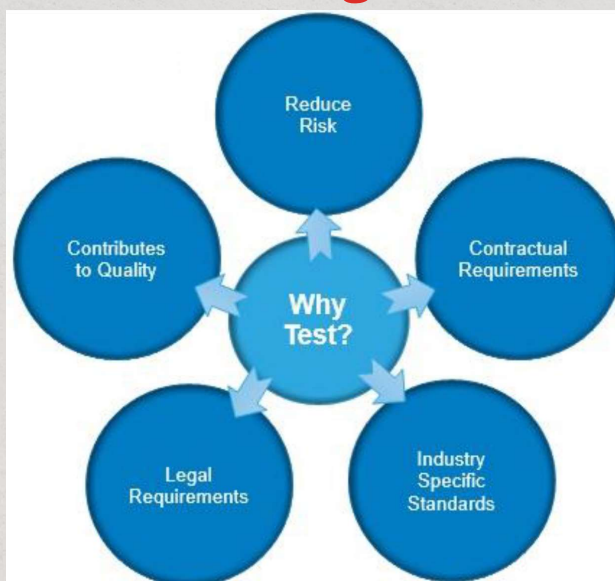 Reduce
Risk
Contributes
to Quality
Contractual
Requirements
Why
Test?
Legal
Requirements
Industry
Specific
Standards